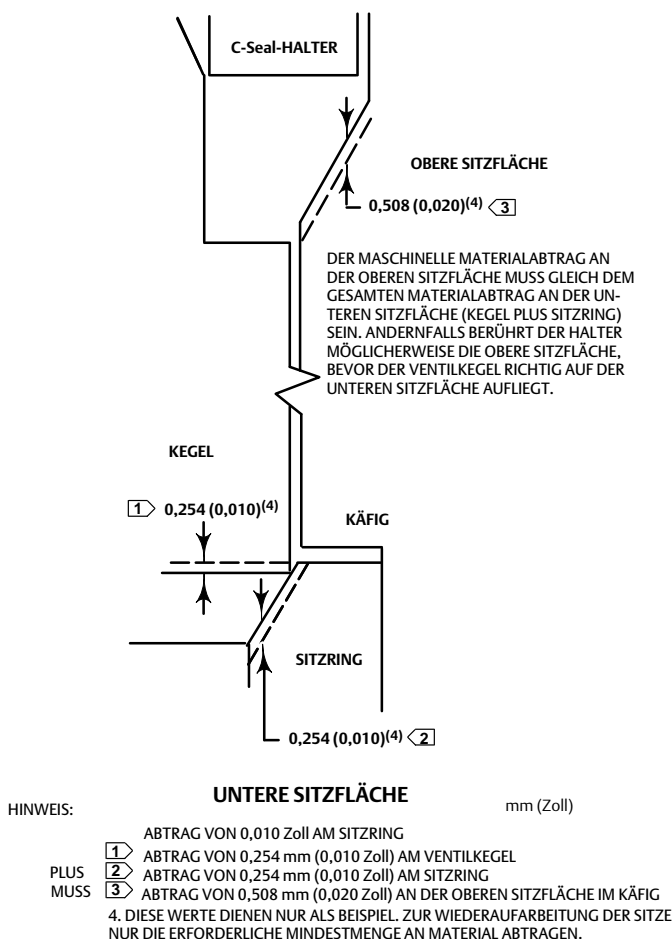 C-Seal-HALTER
OBERE SITZFLÄCHE
0,508 (0,020)(4) 3
DER MASCHINELLE MATERIALABTRAG AN
DER OBEREN SITZFLÄCHE MUSS GLEICH DEM
GESAMTEN MATERIALABTRAG AN DER UN-
TEREN SITZFLÄCHE (KEGEL PLUS SITZRING)
SEIN. ANDERNFALLS BERÜHRT DER HALTER
MÖGLICHERWEISE DIE OBERE SITZFLÄCHE,
BEVOR DER VENTILKEGEL RICHTIG AUF DER
UNTEREN SITZFLÄCHE AUFLIEGT.
KEGEL
1 0,254 (0,010)(4)
KÄFIG
SITZRING
0,254 (0,010)(4) 2
UNTERE SITZFLÄCHE
mm (Zoll)
HINWEIS:
ABTRAG VON 0,010 Zoll AM SITZRING
1 ABTRAG VON 0,254 mm (0,010 Zoll) AM VENTILKEGEL
PLUS 2 ABTRAG VON 0,254 mm (0,010 Zoll) AM SITZRING
MUSS 3 ABTRAG VON 0,508 mm (0,020 Zoll) AN DER OBEREN SITZFLÄCHE IM KÄFIG
4. DIESE WERTE DIENEN NUR ALS BEISPIEL. ZUR WIEDERAUFARBEITUNG DER SITZE
NUR DIE ERFORDERLICHE MINDESTMENGE AN MATERIAL ABTRAGEN.